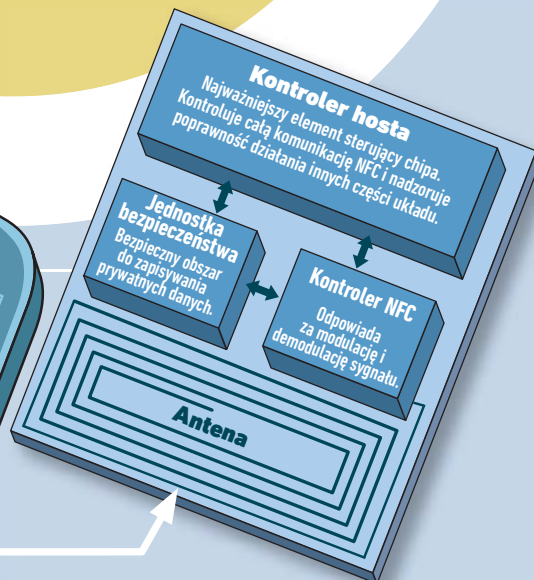 Kontroler hosta
Najważniejszy element sterujący chipa.
Kontroluje całą komunikację NFC i nadzoruje
poprawność działania innych części układu.
Jednostka
bezpieczeństwa
Bezpieczny obszar
do zapisywania
prywatnych danych.
Kontroler NFC
Odpowiada
za modulację i
demodulację sygnału.
Antena